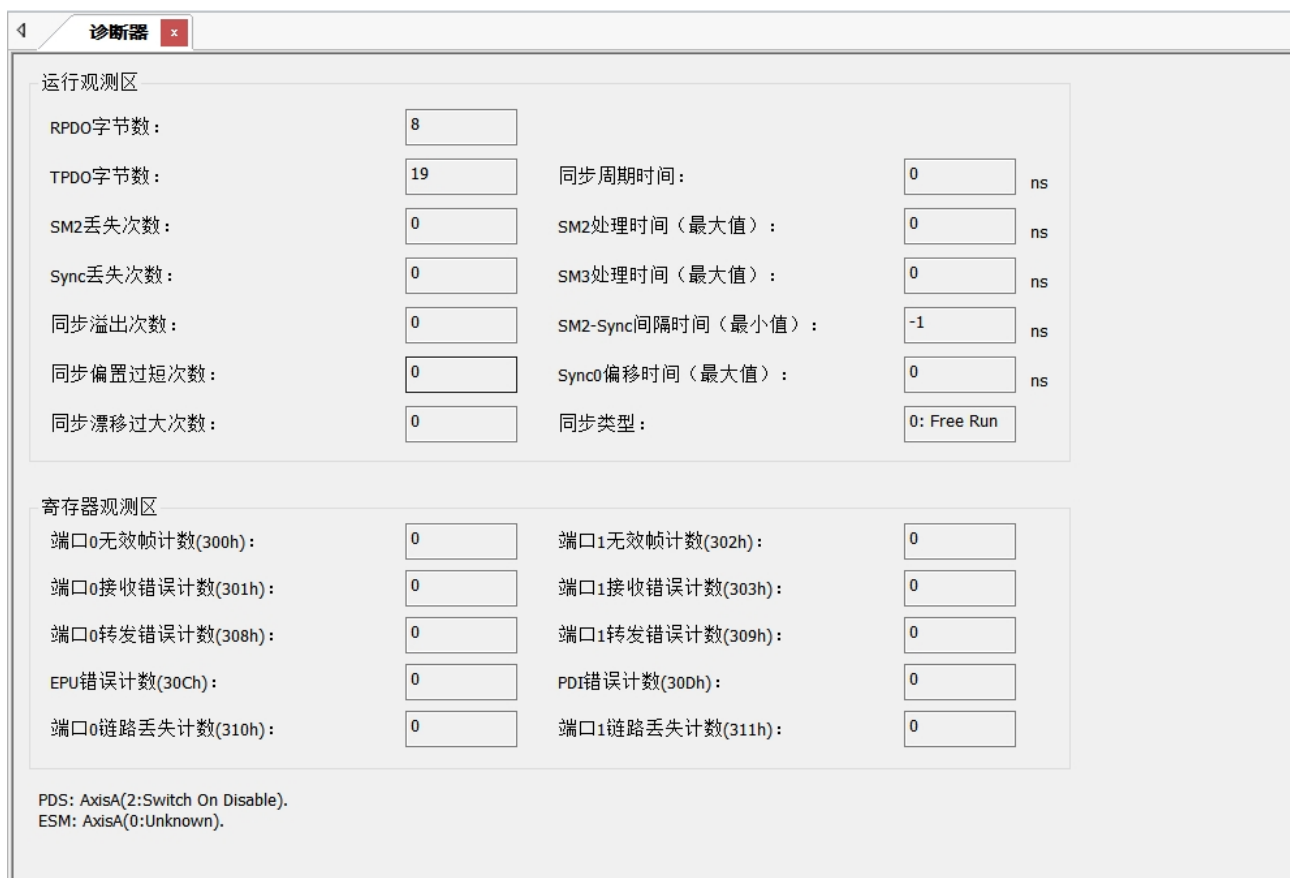 诊断器 x
运行观测区
RPDO字节数： 8
TPDO字节数： 19 同步周期时间： 0 ns
SM2丢失次数： 0 SM2处理时间（最大值）： 0 ns
Sync丢失次数： 0 SM3处理时间（最大值）： 0 ns
同步溢出次数： 0 SM2-Sync间隔时间（最小值）： -1 ns
同步偏置过短次数： 0 Sync0偏移时间（最大值）： 0 ns
同步漂移过大次数： 0 同步类型： 0: Free Run
寄存器观测区
端口0无效帧计数(300h)： 0 端口1无效帧计数(302h)： 0
端口0接收错误计数(301h)： 0 端口1接收错误计数(303h)： 0
端口0转发错误计数(308h)： 0 端口1转发错误计数(309h)： 0
EPU错误计数(30Ch)： 0 PDI错误计数(30Dh)： 0
端口0链路丢失计数(310h)： 0 端口1链路丢失计数(311h)： 0
PDS: AxisA(2:Switch On Disable).
ESM: AxisA(0:Unknown).